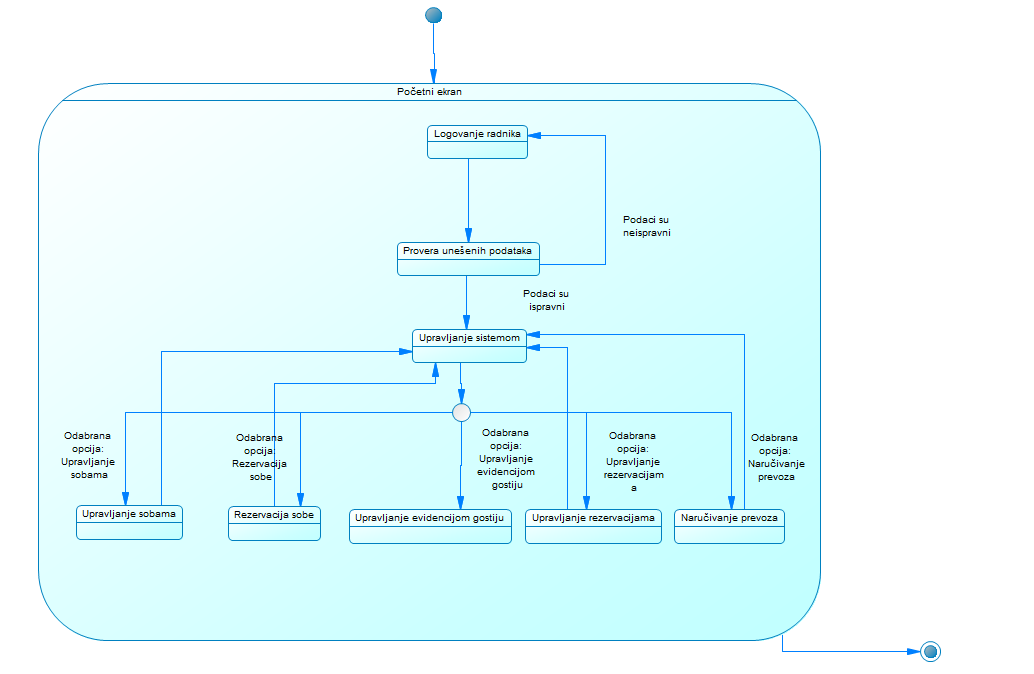 Početni ekran
Logovanje radnika
Podaci su
neispravni
Provera unešenih podataka
Podaci su
ispravni
Upravljanje sistemom
Odabrana
opcija:
Upravljanje
sobama
Odabrana
opcija:
Rezervacija
sobe
Odabrana
opcija:
Upravljanje
evidencijom
gostiju
Odabrana
opcija:
Upravljanje
rezervacijam
a
Odabrana
opcija:
Naručivanje
prevoza
Upravljanje sobama
Rezervacija sobe
Upravljanje evidencijom gostiju
Upravljanje rezervacijama
Naručivanje prevoza